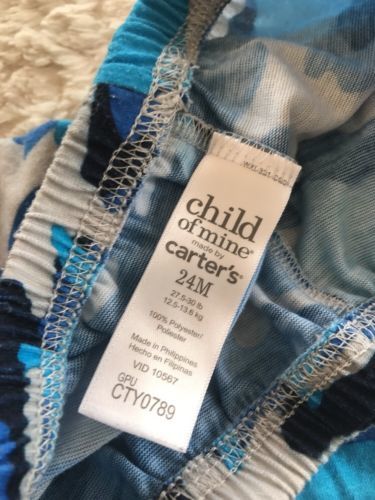 child
of mine®
made by
carter's®
24M
27.5-30 lb
12.5-13.6 kg
100% Polyester/
Poliester
Made in Philippines
Hecho en Filipinas
VID 10567
GPU
CTY0789